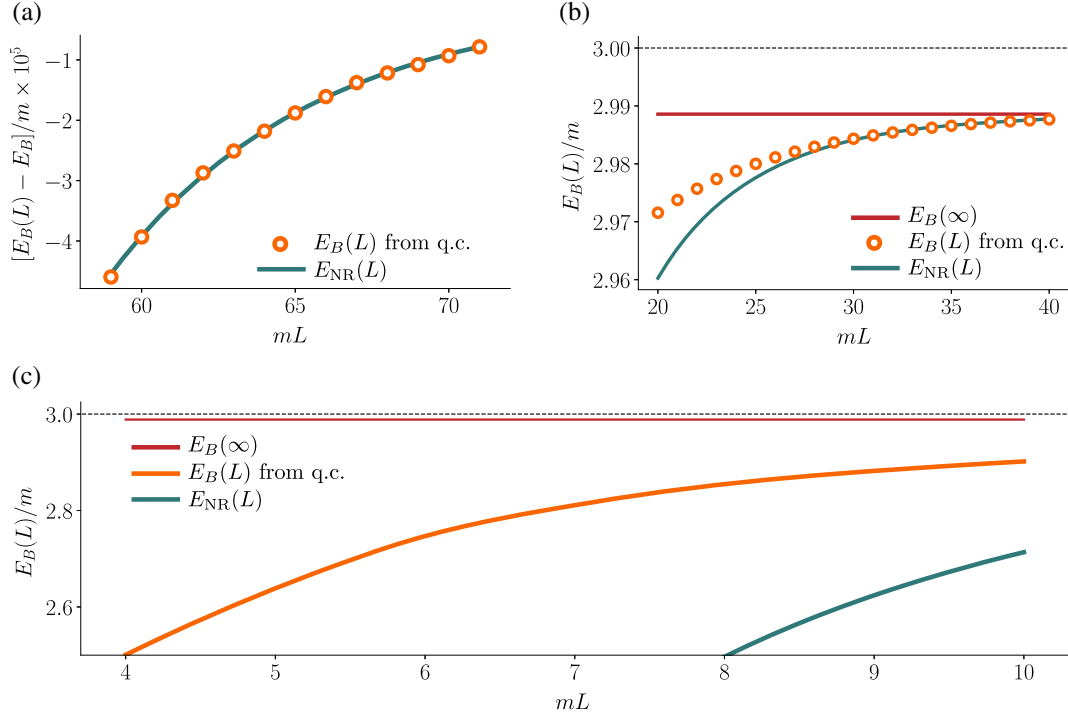 (a)
[E_B(L) − E_B]/m × 10^5
−1
−2
−3
−4
E_B(L) from q.c.
E_NR(L)
60
65
70
mL
(b)
E_B(L)/m
3.00
2.99
2.98
2.97
2.96
E_B(∞)
E_B(L) from q.c.
E_NR(L)
20
25
30
35
40
mL
(c)
E_B(L)/m
3.0
2.8
2.6
E_B(∞)
E_B(L) from q.c.
E_NR(L)
4
5
6
7
8
9
10
mL